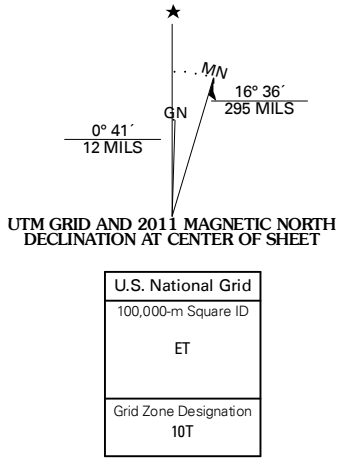 ★
MN
16° 36´
295 MILS
GN
0° 41´
12 MILS
UTM GRID AND 2011 MAGNETIC NORTH
DECLINATION AT CENTER OF SHEET
U.S. National Grid
100,000-m Square ID
ET
Grid Zone Designation
10T